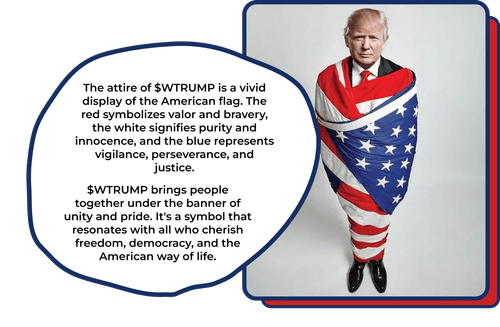 The attire of $WTRUMP is a vivid
display of the American flag. The
red symbolizes valor and bravery,
the white signifies purity and
innocence, and the blue represents
vigilance, perseverance, and
justice.
$WTRUMP brings people
together under the banner of
unity and pride. It's a symbol that
resonates with all who cherish
freedom, democracy, and the
American way of life.